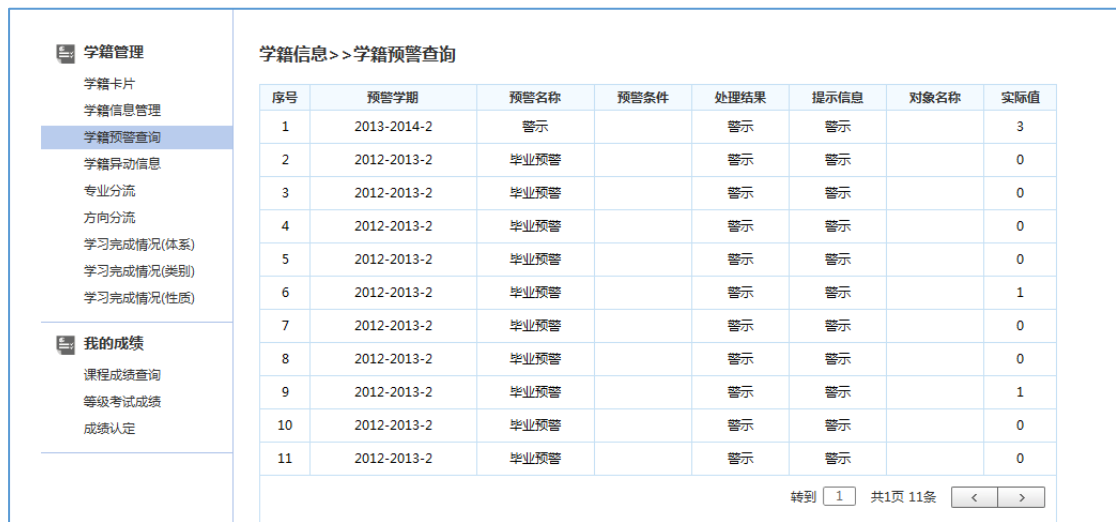 学籍管理
学籍卡片
学籍信息管理
学籍预警查询
学籍异动信息
专业分流
方向分流
学习完成情况(体系)
学习完成情况(类别)
学习完成情况(性质)
我的成绩
课程成绩查询
等级考试成绩
成绩认定
学籍信息>>学籍预警查询
序号 预警学期 预警名称 预警条件 处理结果 提示信息 对象名称 实际值
1 2013-2014-2 警示 警示 警示 3
2 2012-2013-2 毕业预警 警示 警示 0
3 2012-2013-2 毕业预警 警示 警示 0
4 2012-2013-2 毕业预警 警示 警示 0
5 2012-2013-2 毕业预警 警示 警示 0
6 2012-2013-2 毕业预警 警示 警示 1
7 2012-2013-2 毕业预警 警示 警示 0
8 2012-2013-2 毕业预警 警示 警示 0
9 2012-2013-2 毕业预警 警示 警示 1
10 2012-2013-2 毕业预警 警示 警示 0
11 2012-2013-2 毕业预警 警示 警示 0
转到 1 共1页 11条 < >